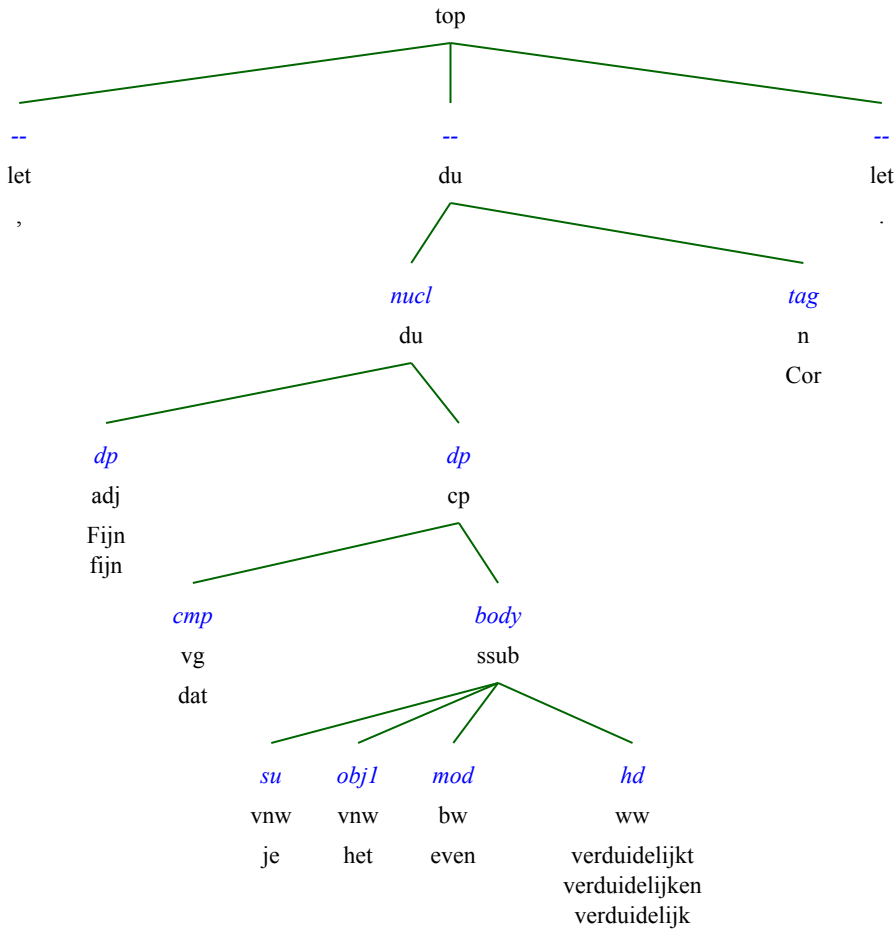 top
-- -- --
let du let
, .
nucl tag
du n
Cor
dp dp
adj cp
Fijn
fijn
cmp body
vg ssub
dat
su obj1 mod hd
vnw vnw bw ww
je het even verduidelijkt
verduidelijken
verduidelijk